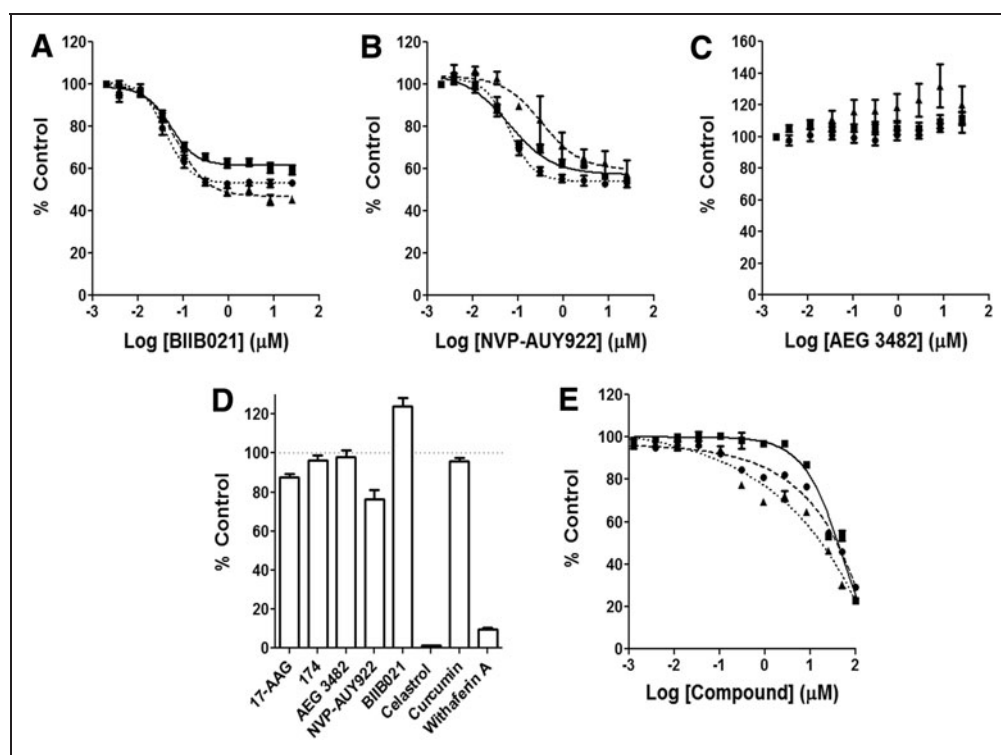 A
120
100
80
60
40
20
0
% Control
-3 -2 -1 0 1 2
Log [BIIB021] (µM)
B
120
100
80
60
40
20
0
% Control
-3 -2 -1 0 1 2
Log [NVP-AUY922] (µM)
C
160
140
120
100
80
60
40
20
0
% Control
-3 -2 -1 0 1 2
Log [AEG 3482] (µM)
D
120
100
80
60
40
20
0
% Control
17-AAG
174
AEG 3482
NVP-AUY922
BIIB021
Celastrol
Curcumin
Withaferin A
E
120
100
80
60
40
20
0
% Control
-3 -2 -1 0 1 2
Log [Compound] (µM)